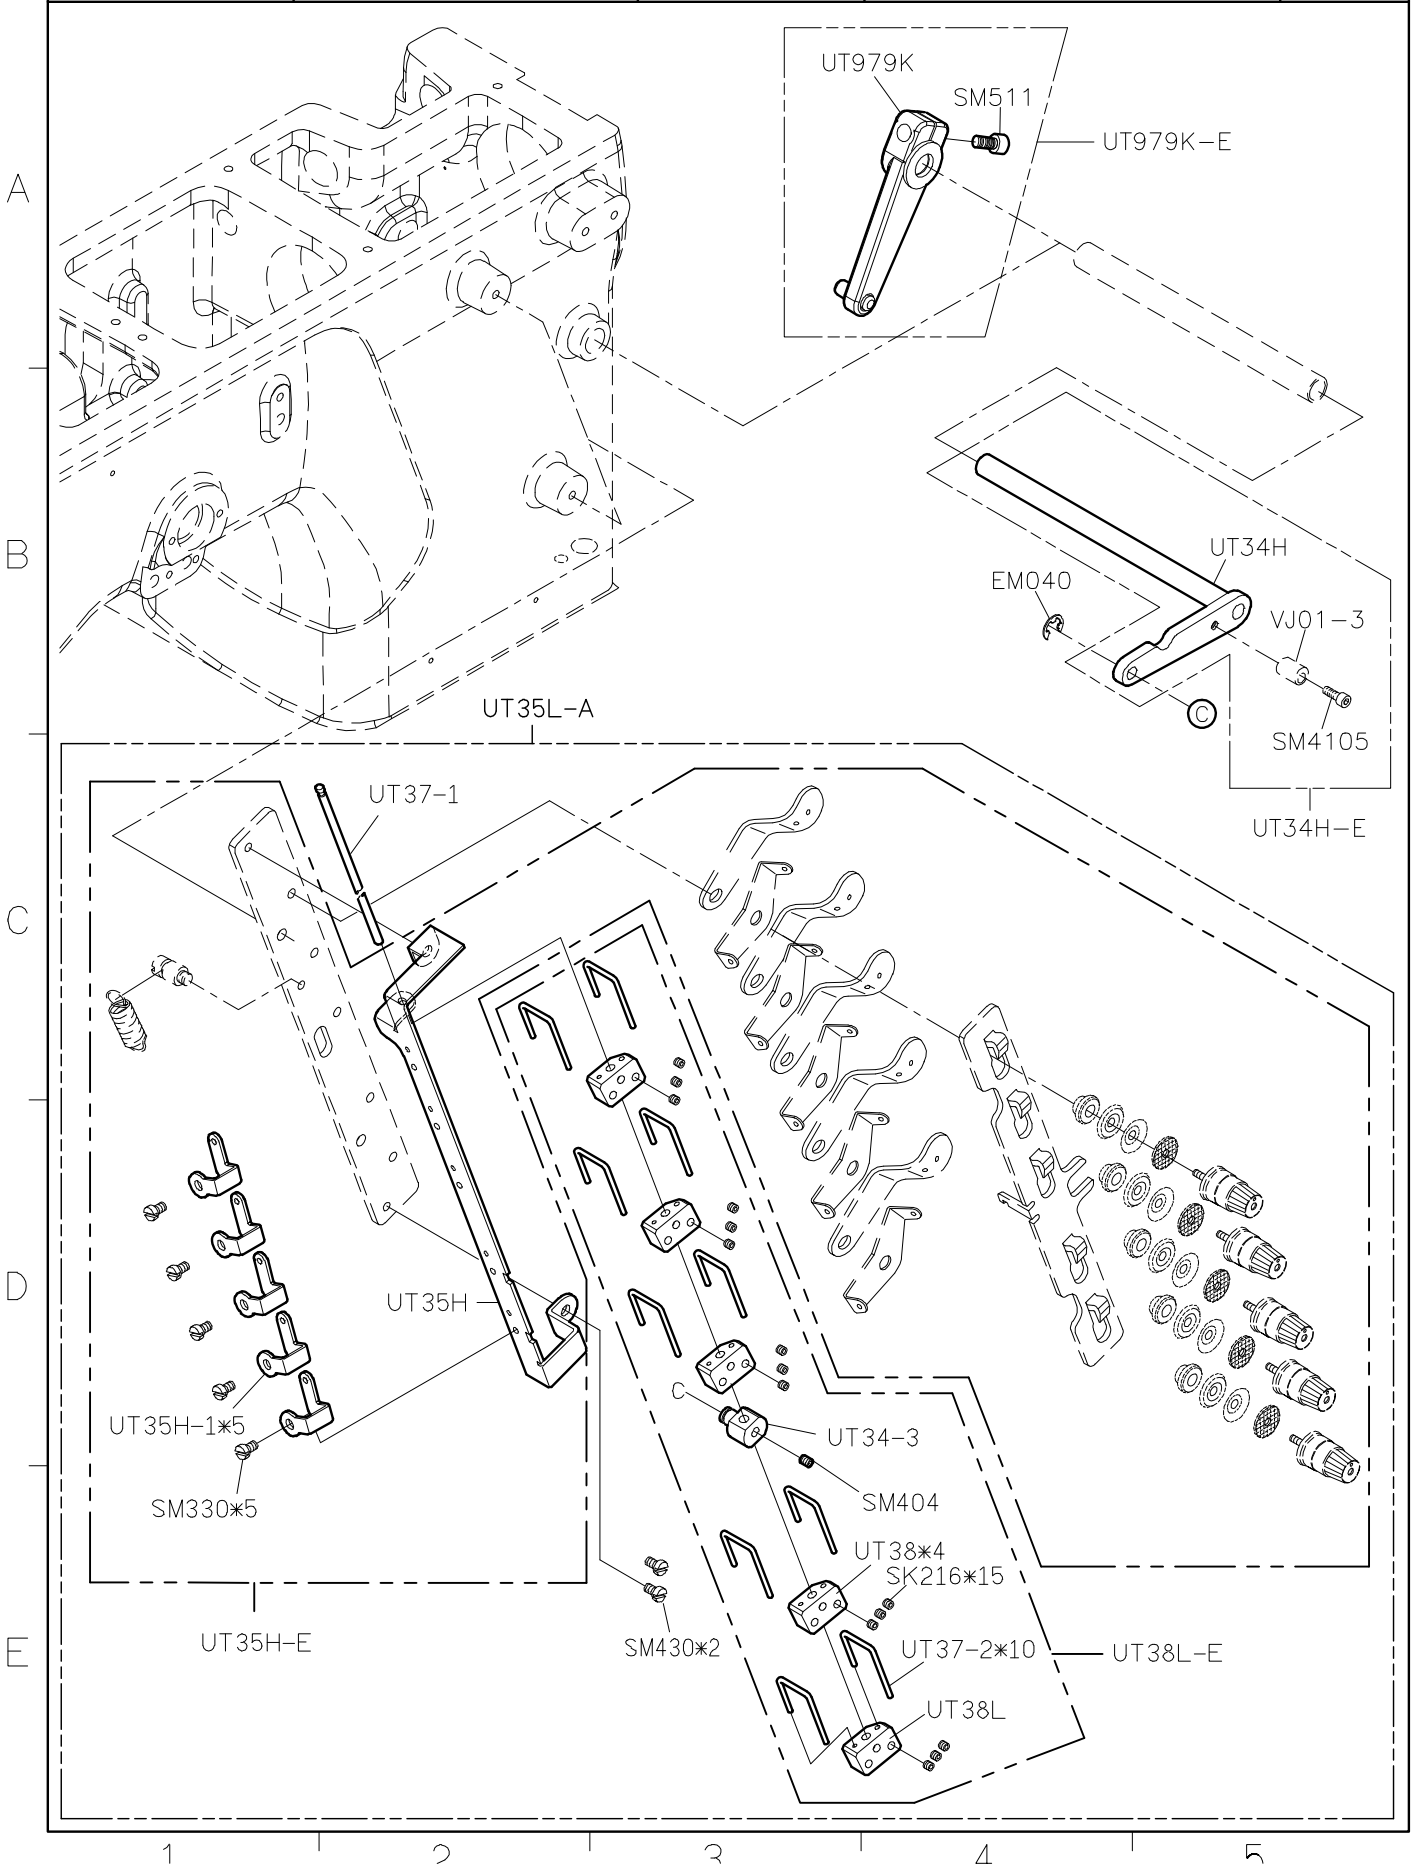 UT979K
SM511
UT979K-E
A
UT34H
EM040
VJ01-3
B
C
SM4105
UT35L-A
UT34H-E
UT37-1
C
UT35H
D
C
UT35H-1*5
UT34-3
SM330*5
SM404
UT38*4
SK216*15
UT35H-E
SM430*2
UT37-2*10
UT38L-E
E
UT38L
1 2 3 4 5